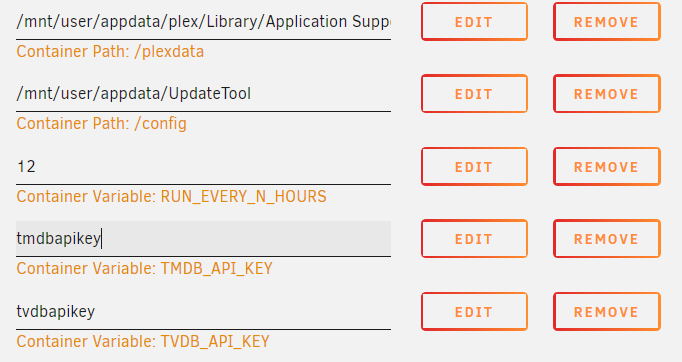 /mnt/user/appdata/plex/Library/Application Supp
EDIT
REMOVE
Container Path: /plexdata
/mnt/user/appdata/UpdateTool
EDIT
REMOVE
Container Path: /config
12
EDIT
REMOVE
Container Variable: RUN_EVERY_N_HOURS
tmdbapikey
EDIT
REMOVE
Container Variable: TMDB_API_KEY
tvdbapikey
EDIT
REMOVE
Container Variable: TVDB_API_KEY